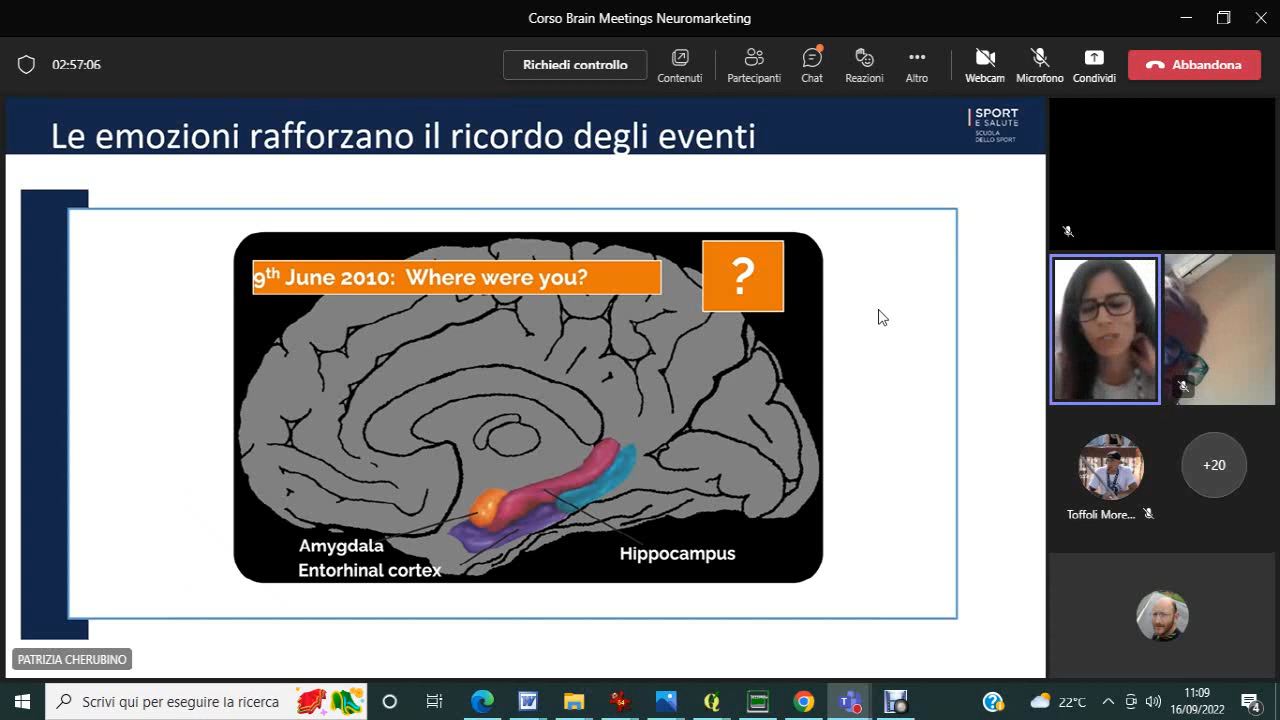 Corso Brain Meetings Neuromarketing
02:57:06
Richiedi controllo
Contenuti
Partecipanti
Chat
Reazioni
Altro
Webcam
Microfono
Condividi
Abbandona
Le emozioni rafforzano il ricordo degli eventi
SPORT
E SALUTE
SCUOLA
DELLO SPORT
9th June 2010: Where were you?
?
Amygdala
Entorhinal cortex
Hippocampus
+20
Toffoli More...
PATRIZIA CHERUBINO
Scrivi qui per eseguire la ricerca
64
22°C
11:09
16/09/2022
4